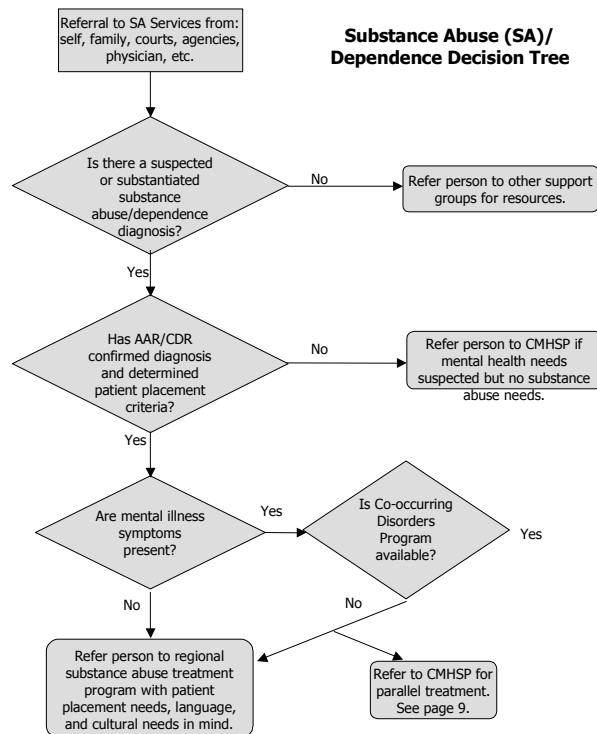 Referral to SA Services from:
self, family, courts, agencies,
physician, etc.
Substance Abuse (SA)/
Dependence Decision Tree
Is there a suspected
or substantiated
substance
abuse/dependence
diagnosis?
No
Refer person to other support
groups for resources.
Yes
Has AAR/CDR
confirmed diagnosis
and determined
patient placement
criteria?
No
Refer person to CMHSP if
mental health needs
suspected but no substance
abuse needs.
Yes
Are mental illness
symptoms
present?
Yes
Is Co-occurring
Disorders
Program
available?
Yes
No
No
Refer person to regional
substance abuse treatment
program with patient
placement needs, language,
and cultural needs in mind.
Refer to CMHSP for
parallel treatment.
See page 9.